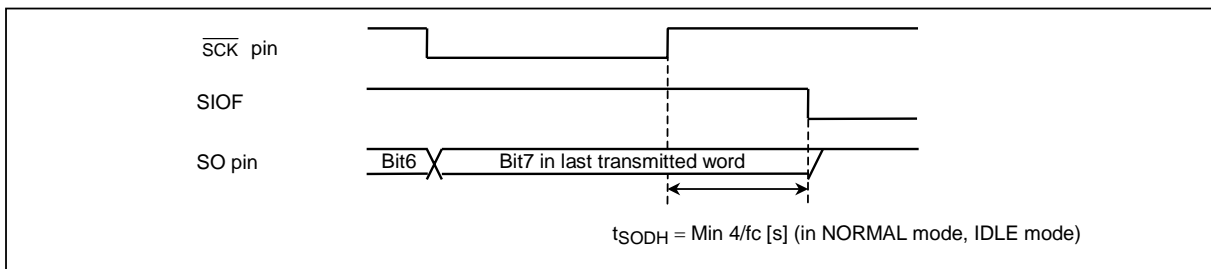 SCK pin
SIOF
SO pin
Bit6
Bit7 in last transmitted word
tSODH = Min 4/fc [s] (in NORMAL mode, IDLE mode)